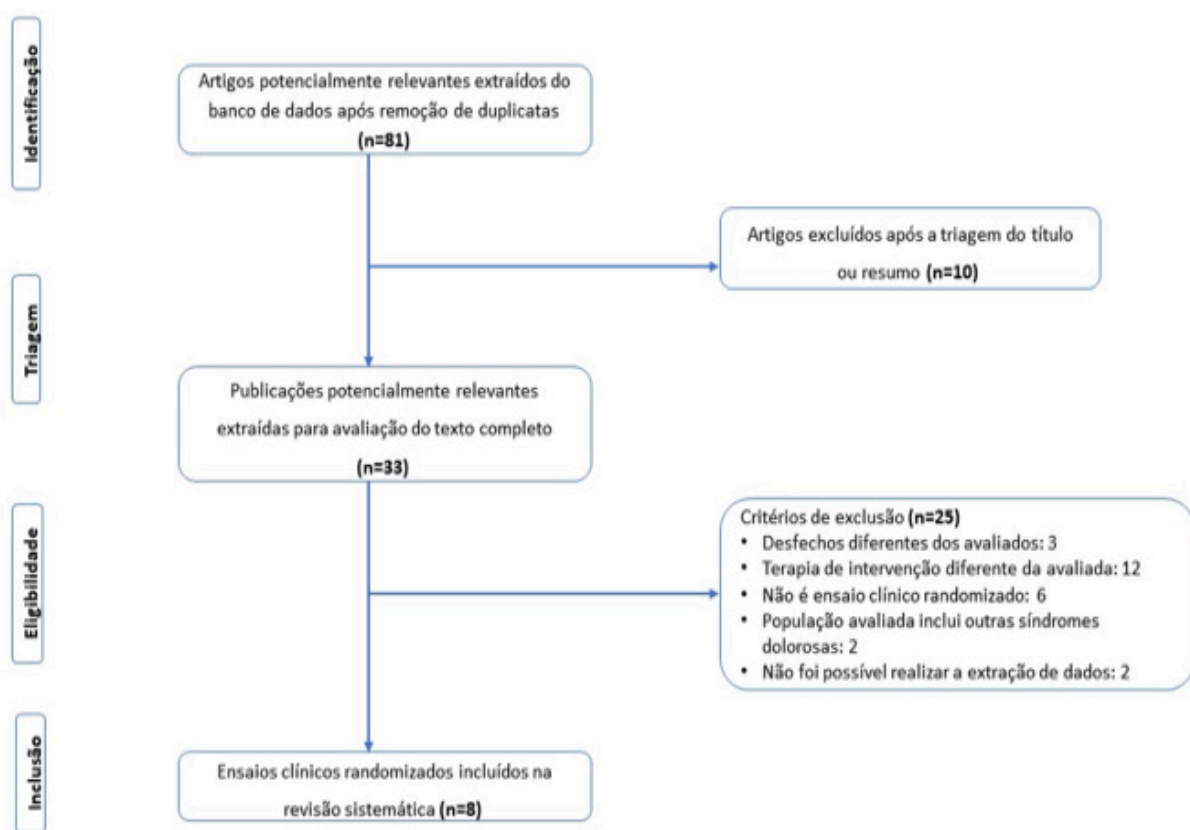 Identificação
Artigos potencialmente relevantes extraídos do
banco de dados após remoção de duplicatas
(n=81)
Artigos excluídos após a triagem do título
ou resumo (n=10)
Triagem
Publicações potencialmente relevantes
extraídas para avaliação do texto completo
(n=33)
Eligibilidade
Critérios de exclusão (n=25)
• Desfechos diferentes dos avaliados: 3
• Terapia de intervenção diferente da avaliada: 12
• Não é ensaio clínico randomizado: 6
• População avaliada inclui outras síndromes
dolorosas: 2
• Não foi possível realizar a extração de dados: 2
Inclusão
Ensaios clínicos randomizados incluídos na
revisão sistemática (n=8)